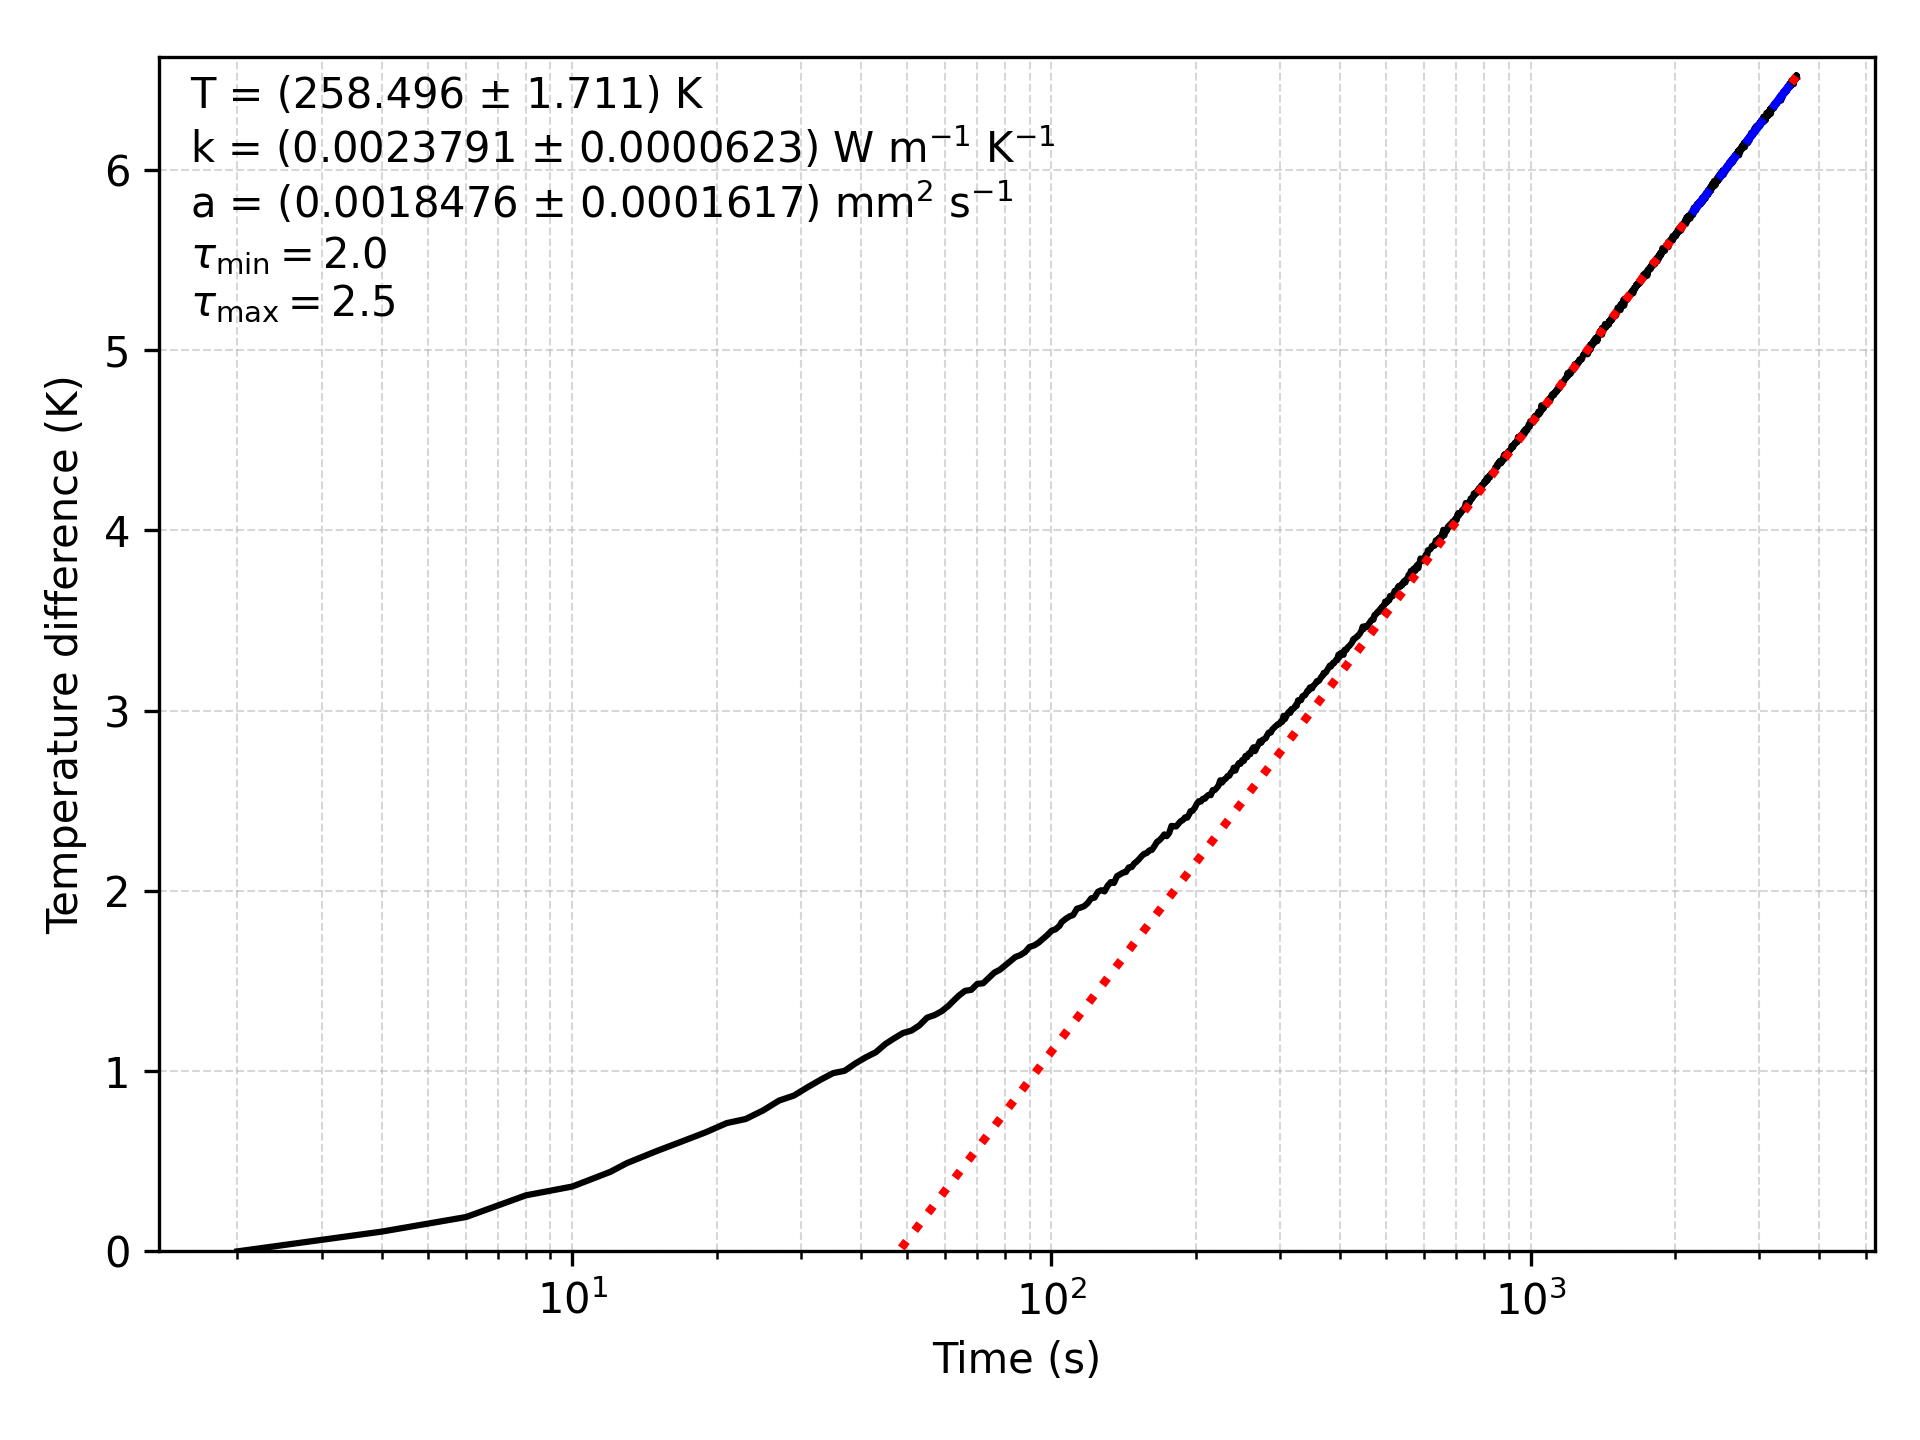 T = (258.496 ± 1.711) K
k = (0.0023791 ± 0.0000623) W m⁻¹ K⁻¹
a = (0.0018476 ± 0.0001617) mm² s⁻¹
τmin = 2.0
τmax = 2.5
6
5
4
3
2
1
0
Temperature difference (K)
10¹ 10² 10³
Time (s)